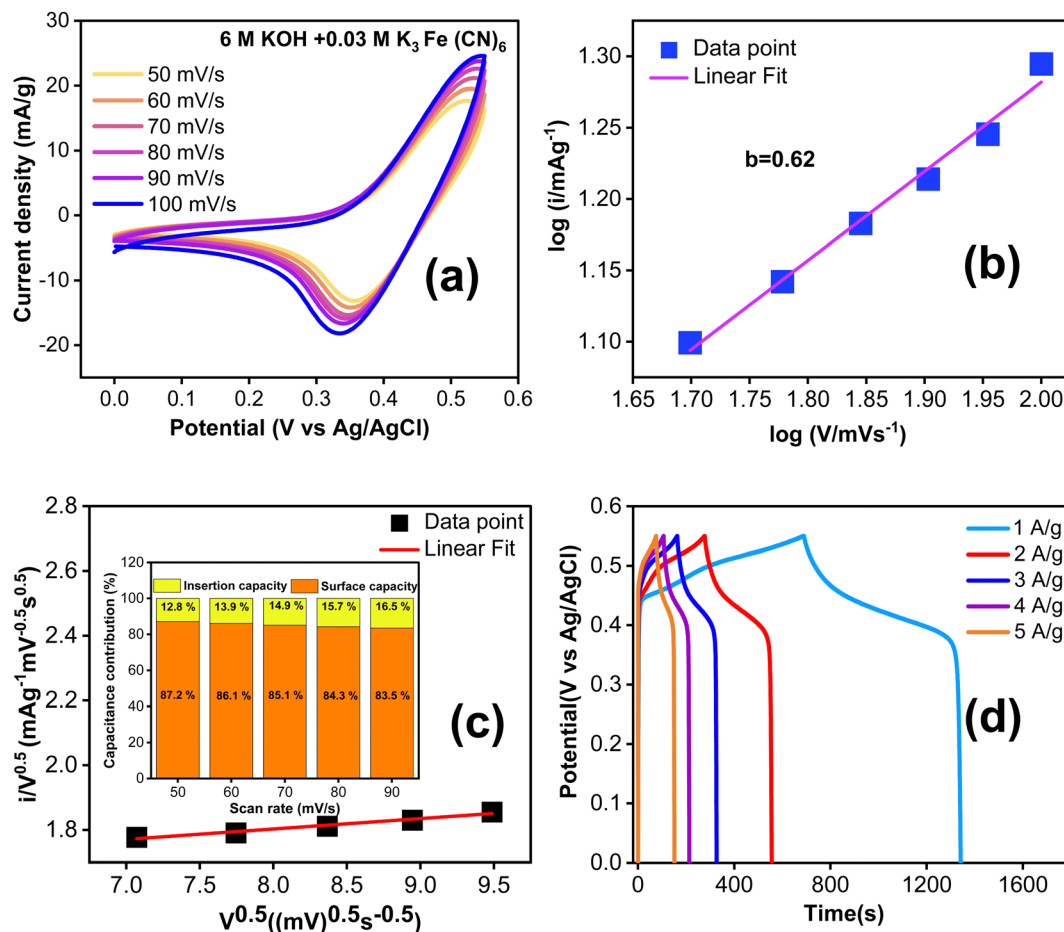 6 M KOH +0.03 M K3 Fe (CN)6
50 mV/s
60 mV/s
70 mV/s
80 mV/s
90 mV/s
100 mV/s
(a)
30
20
10
0
-10
-20
0.0 0.1 0.2 0.3 0.4 0.5 0.6
Current density (mA/g)
Potential (V vs Ag/AgCl)
Data point
Linear Fit
b=0.62
(b)
1.30
1.25
1.20
1.15
1.10
1.65 1.70 1.75 1.80 1.85 1.90 1.95 2.00
log (i/mAg-1)
log (V/mVs-1)
Data point
Linear Fit
Insertion capacity Surface capacity
12.8 % 13.9 % 14.9 % 15.7 % 16.5 %
87.2 % 86.1 % 85.1 % 84.3 % 83.5 %
120
100
80
60
40
20
0
50 60 70 80 90
Capacitance contribution (%)
Scan rate (mV/s)
(c)
2.8
2.6
2.4
2.2
2.0
1.8
7.0 7.5 8.0 8.5 9.0 9.5
i/V0.5 (mAg-1mV-0.5s0.5)
V0.5((mV)0.5s-0.5)
1 A/g
2 A/g
3 A/g
4 A/g
5 A/g
(d)
0.6
0.5
0.4
0.3
0.2
0.1
0.0
0 400 800 1200 1600
Potential(V vs Ag/AgCl)
Time(s)